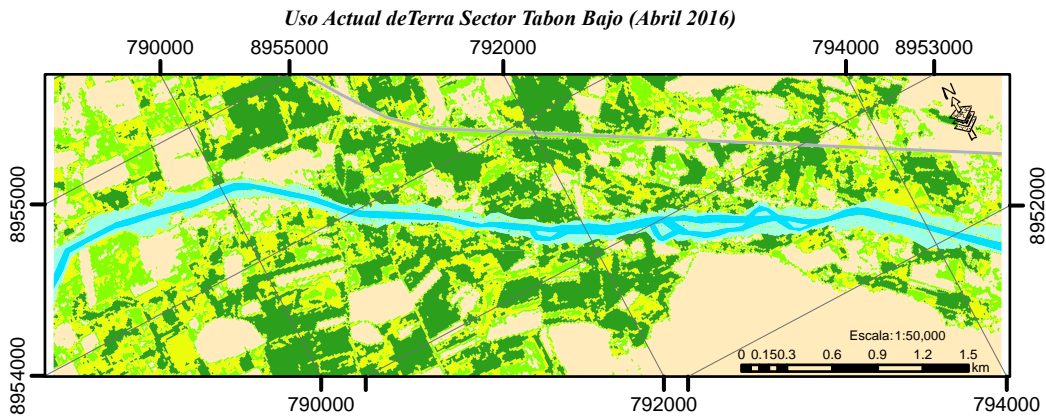 Uso Actual deTerra Sector Tabon Bajo (Abril 2016)
790000 8955000 792000 794000 8953000
N
8955000
8952000
Escala:1:50,000
0 0.150.3 0.6 0.9 1.2 1.5
km
8954000
790000 792000 794000